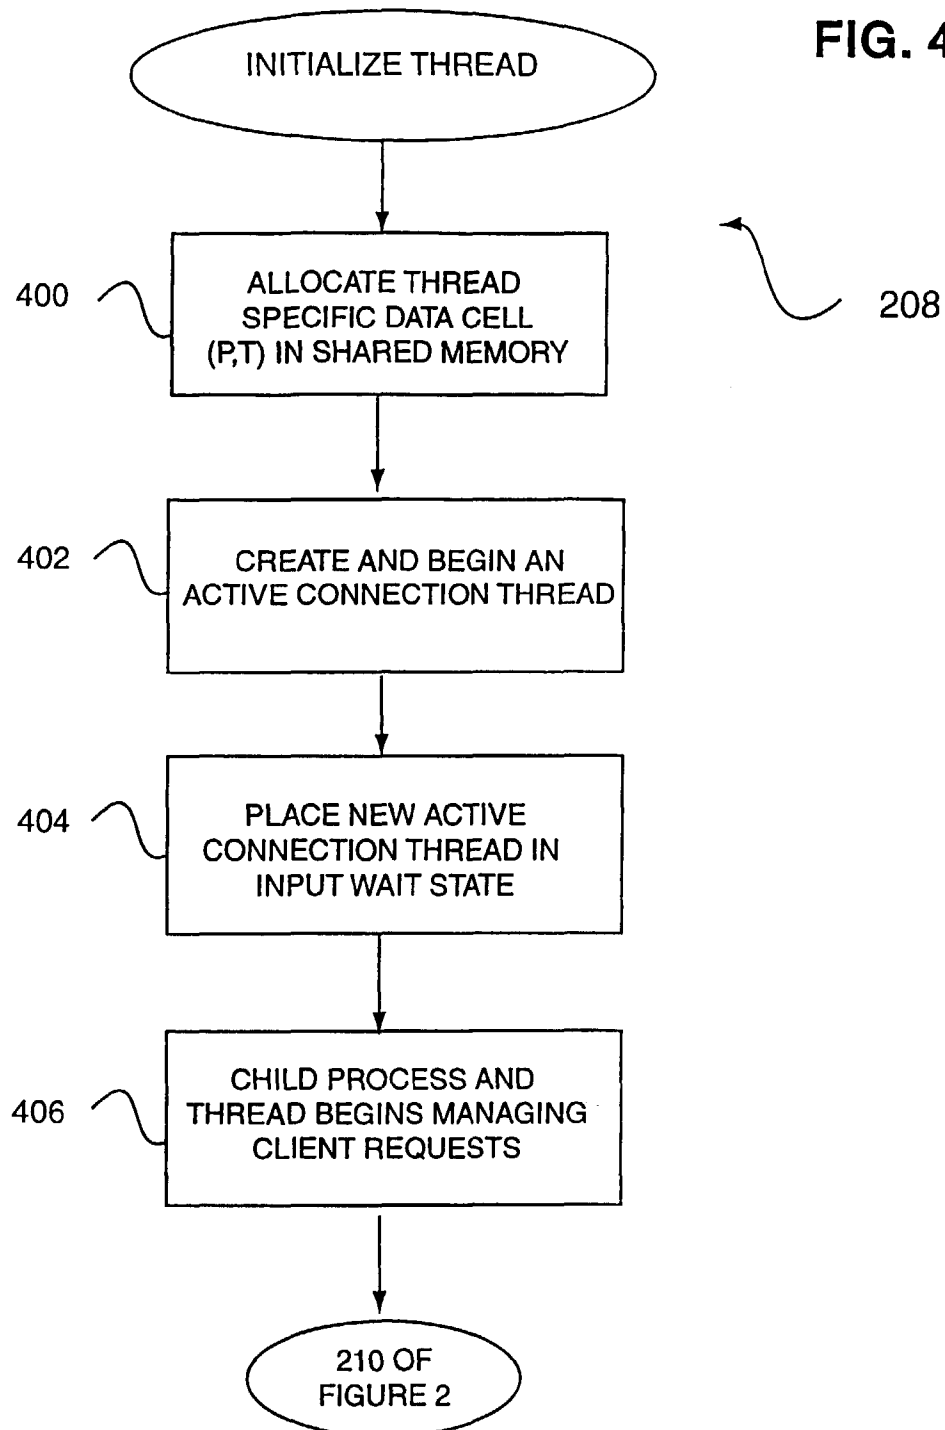 FIG. 4
INITIALIZE THREAD
208
400
ALLOCATE THREAD
SPECIFIC DATA CELL
(P,T) IN SHARED MEMORY
402
CREATE AND BEGIN AN
ACTIVE CONNECTION THREAD
404
PLACE NEW ACTIVE
CONNECTION THREAD IN
INPUT WAIT STATE
406
CHILD PROCESS AND
THREAD BEGINS MANAGING
CLIENT REQUESTS
210 OF
FIGURE 2